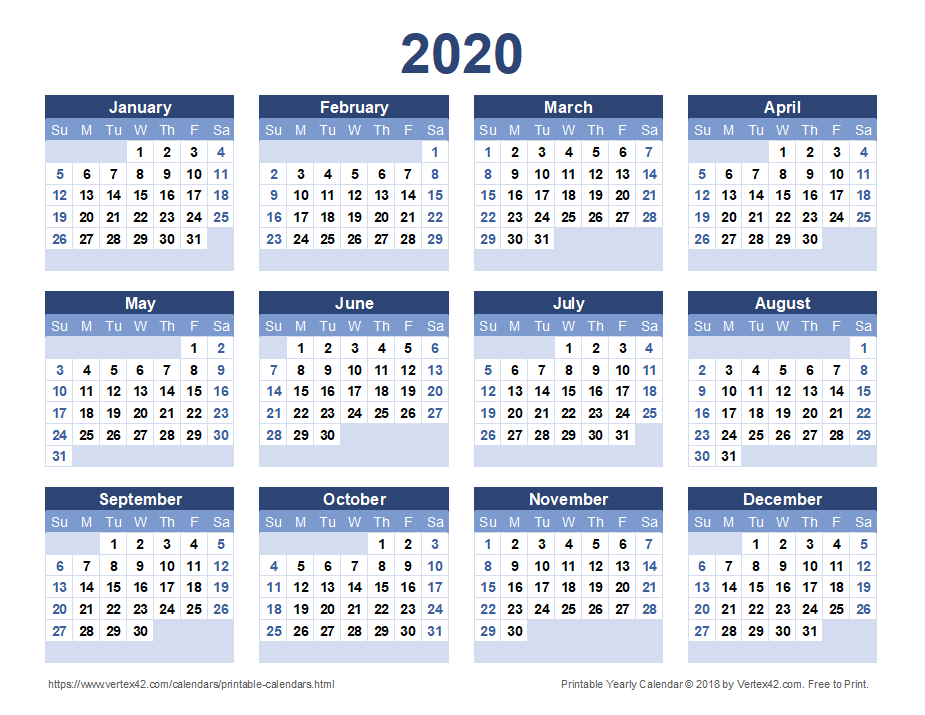 2020
January
Su M Tu W Th F Sa
1 2 3 4
5 6 7 8 9 10 11
12 13 14 15 16 17 18
19 20 21 22 23 24 25
26 27 28 29 30 31
February
Su M Tu W Th F Sa
1
2 3 4 5 6 7 8
9 10 11 12 13 14 15
16 17 18 19 20 21 22
23 24 25 26 27 28 29
March
Su M Tu W Th F Sa
1 2 3 4 5 6 7
8 9 10 11 12 13 14
15 16 17 18 19 20 21
22 23 24 25 26 27 28
29 30 31
April
Su M Tu W Th F Sa
1 2 3 4
5 6 7 8 9 10 11
12 13 14 15 16 17 18
19 20 21 22 23 24 25
26 27 28 29 30
May
Su M Tu W Th F Sa
1 2
3 4 5 6 7 8 9
10 11 12 13 14 15 16
17 18 19 20 21 22 23
24 25 26 27 28 29 30
31
June
Su M Tu W Th F Sa
1 2 3 4 5 6
7 8 9 10 11 12 13
14 15 16 17 18 19 20
21 22 23 24 25 26 27
28 29 30
July
Su M Tu W Th F Sa
1 2 3 4
5 6 7 8 9 10 11
12 13 14 15 16 17 18
19 20 21 22 23 24 25
26 27 28 29 30 31
August
Su M Tu W Th F Sa
1
2 3 4 5 6 7 8
9 10 11 12 13 14 15
16 17 18 19 20 21 22
23 24 25 26 27 28 29
30 31
September
Su M Tu W Th F Sa
1 2 3 4 5
6 7 8 9 10 11 12
13 14 15 16 17 18 19
20 21 22 23 24 25 26
27 28 29 30
October
Su M Tu W Th F Sa
1 2 3
4 5 6 7 8 9 10
11 12 13 14 15 16 17
18 19 20 21 22 23 24
25 26 27 28 29 30 31
November
Su M Tu W Th F Sa
1 2 3 4 5 6 7
8 9 10 11 12 13 14
15 16 17 18 19 20 21
22 23 24 25 26 27 28
29 30
December
Su M Tu W Th F Sa
1 2 3 4 5
6 7 8 9 10 11 12
13 14 15 16 17 18 19
20 21 22 23 24 25 26
27 28 29 30 31
https://www.vertex42.com/calendars/printable-calendars.html
Printable Yearly Calendar © 2018 by Vertex42.com. Free to Print.